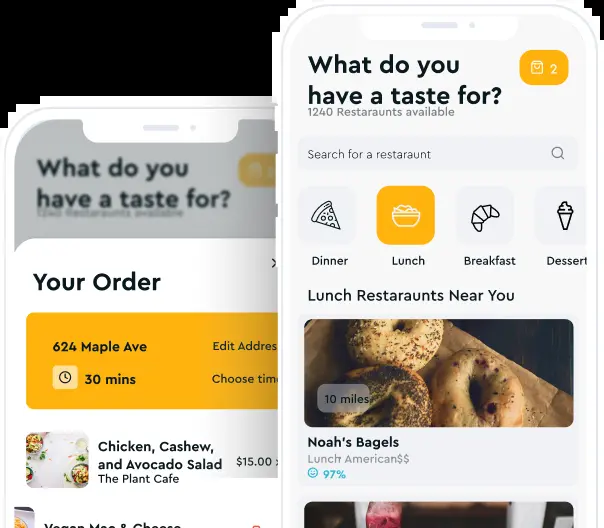 What do you
have a taste for?
1240 Restaraunts available
Your Order
624 Maple Ave
Edit Addres
30 mins
Choose time
Chicken, Cashew,
and Avocado Salad
$15.00
The Plant Cafe
Vegan Mac & Cheese
What do you
have a taste for?
2
1240 Restaraunts available
Search for a restaraunt
Dinner
Lunch
Breakfast
Dessert
Lunch Restaraunts Near You
10 miles
Noah's Bagels
Lunch American$$
97%